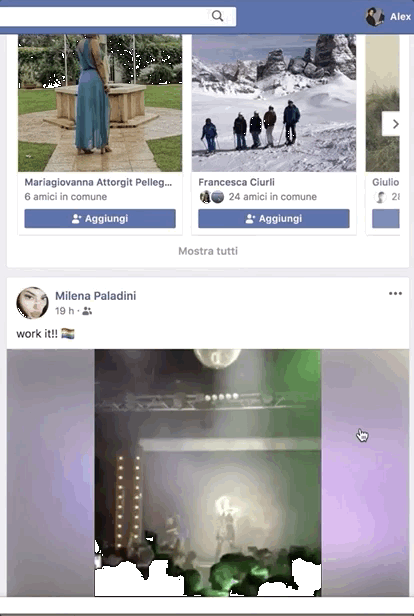 Alex
Mariagiovanna Attorgit Pelleg...
6 amici in comune
Aggiungi
Francesca Ciurli
24 amici in comune
Aggiungi
Giulio
28
Mostra tutti
Milena Paladini
19 h ·
work it!! 🏳️‍🌈